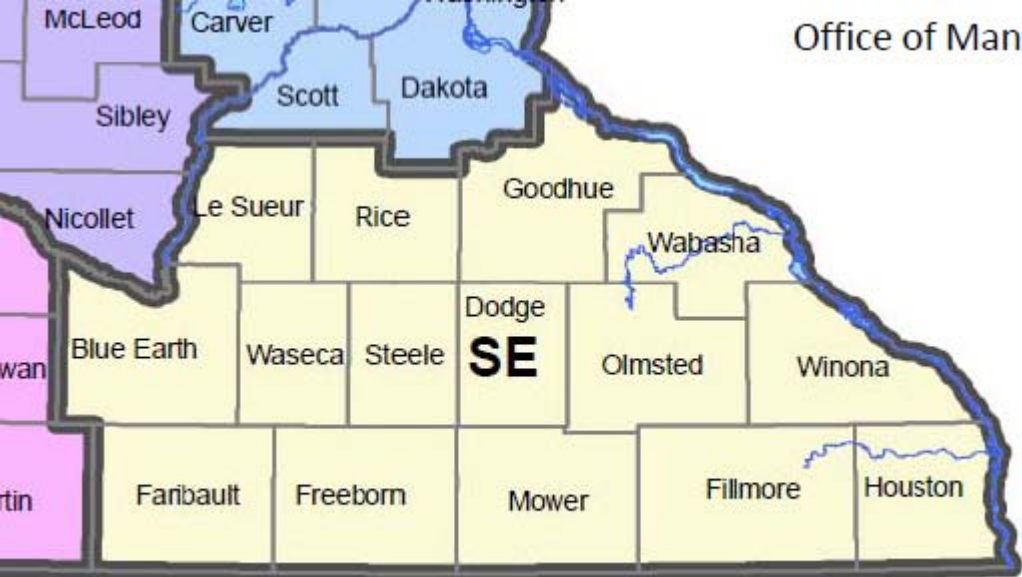 McLeod
Carver
Washington
Office of Man
Scott
Dakota
Sibley
Le Sueur
Rice
Goodhue
Nicollet
Wabasha
Dodge
Blue Earth
Waseca
Steele
SE
Olmsted
Winona
wan
Faribault
Freeborn
Mower
Fillmore
Houston
rtin